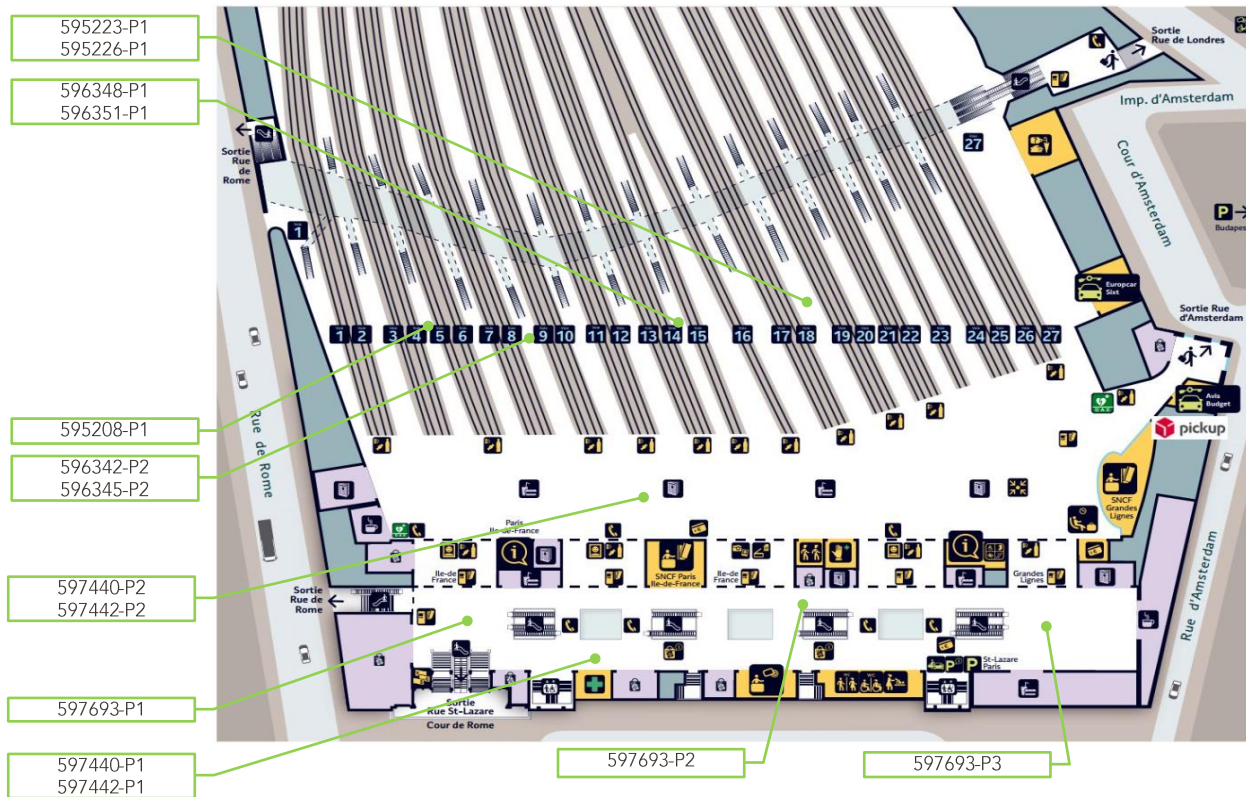 595223-P1
595226-P1
596348-P1
596351-P1
595208-P1
596342-P2
596345-P2
597440-P2
597442-P2
597693-P1
597440-P1
597442-P1
597693-P2
597693-P3
Sortie
Rue de Londres
Imp. d'Amsterdam
Cour d'Amsterdam
P
Budapes
27
Sortie
Rue
de
Rome
1
Europcar
Sixt
Sortie Rue
d'Amsterdam
1 2 3 4 5 6 7 8 9 10 11 12 13 14 15 16 17 18 19 20 21 22 23 24 25 26 27
Avis
Budget
pickup
Rue de Rome
SNCF
Grandes
Lignes
Paris
Ile-de-France
Ile-de
France
SNCF Paris
Ile-de-France
Ile-de
France
Grandes
Lignes
Sortie
Rue de
Rome
Rue d'Amsterdam
St-Lazare
Paris
P
P
WC
WC
Sortie
Rue St-Lazare
Cour de Rome